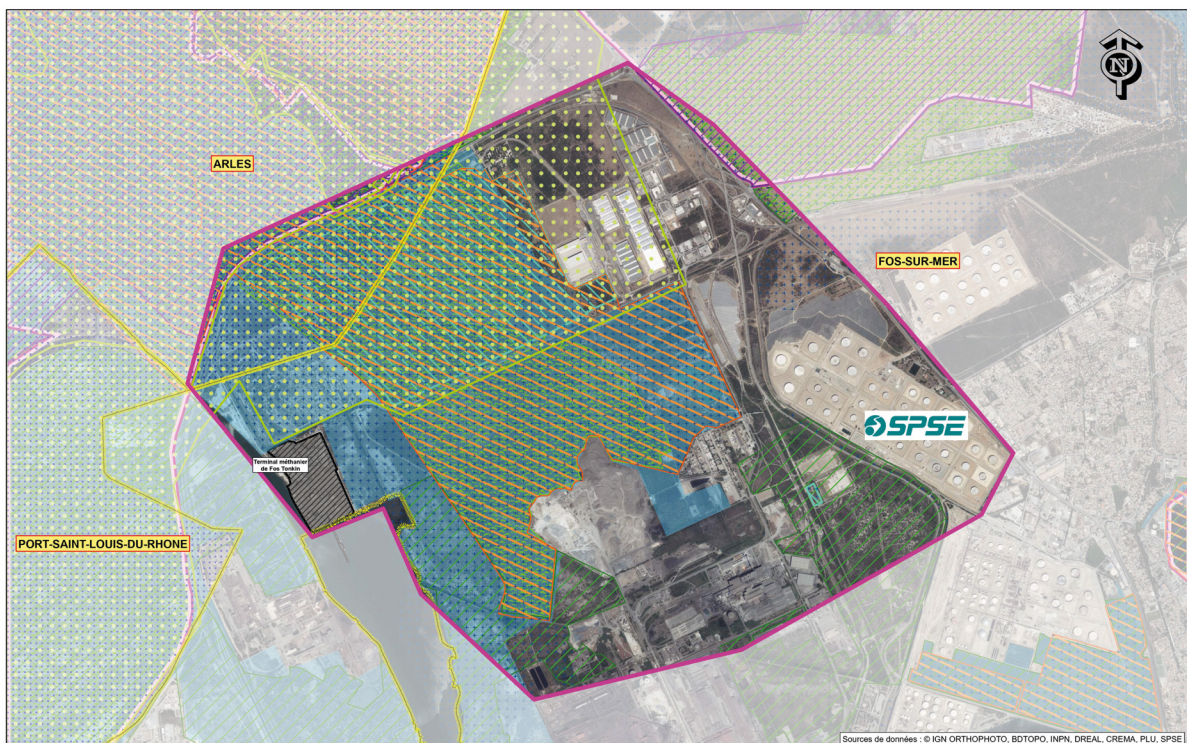 N
ARLES
FOS-SUR-MER
SPSE
Terminal méthanier
de Fos Tonkin
PORT-SAINT-LOUIS-DU-RHONE
Sources de données : © IGN ORTHOPHOTO, BDTOPO, INPN, DREAL, CREMA, PLU, SPSE